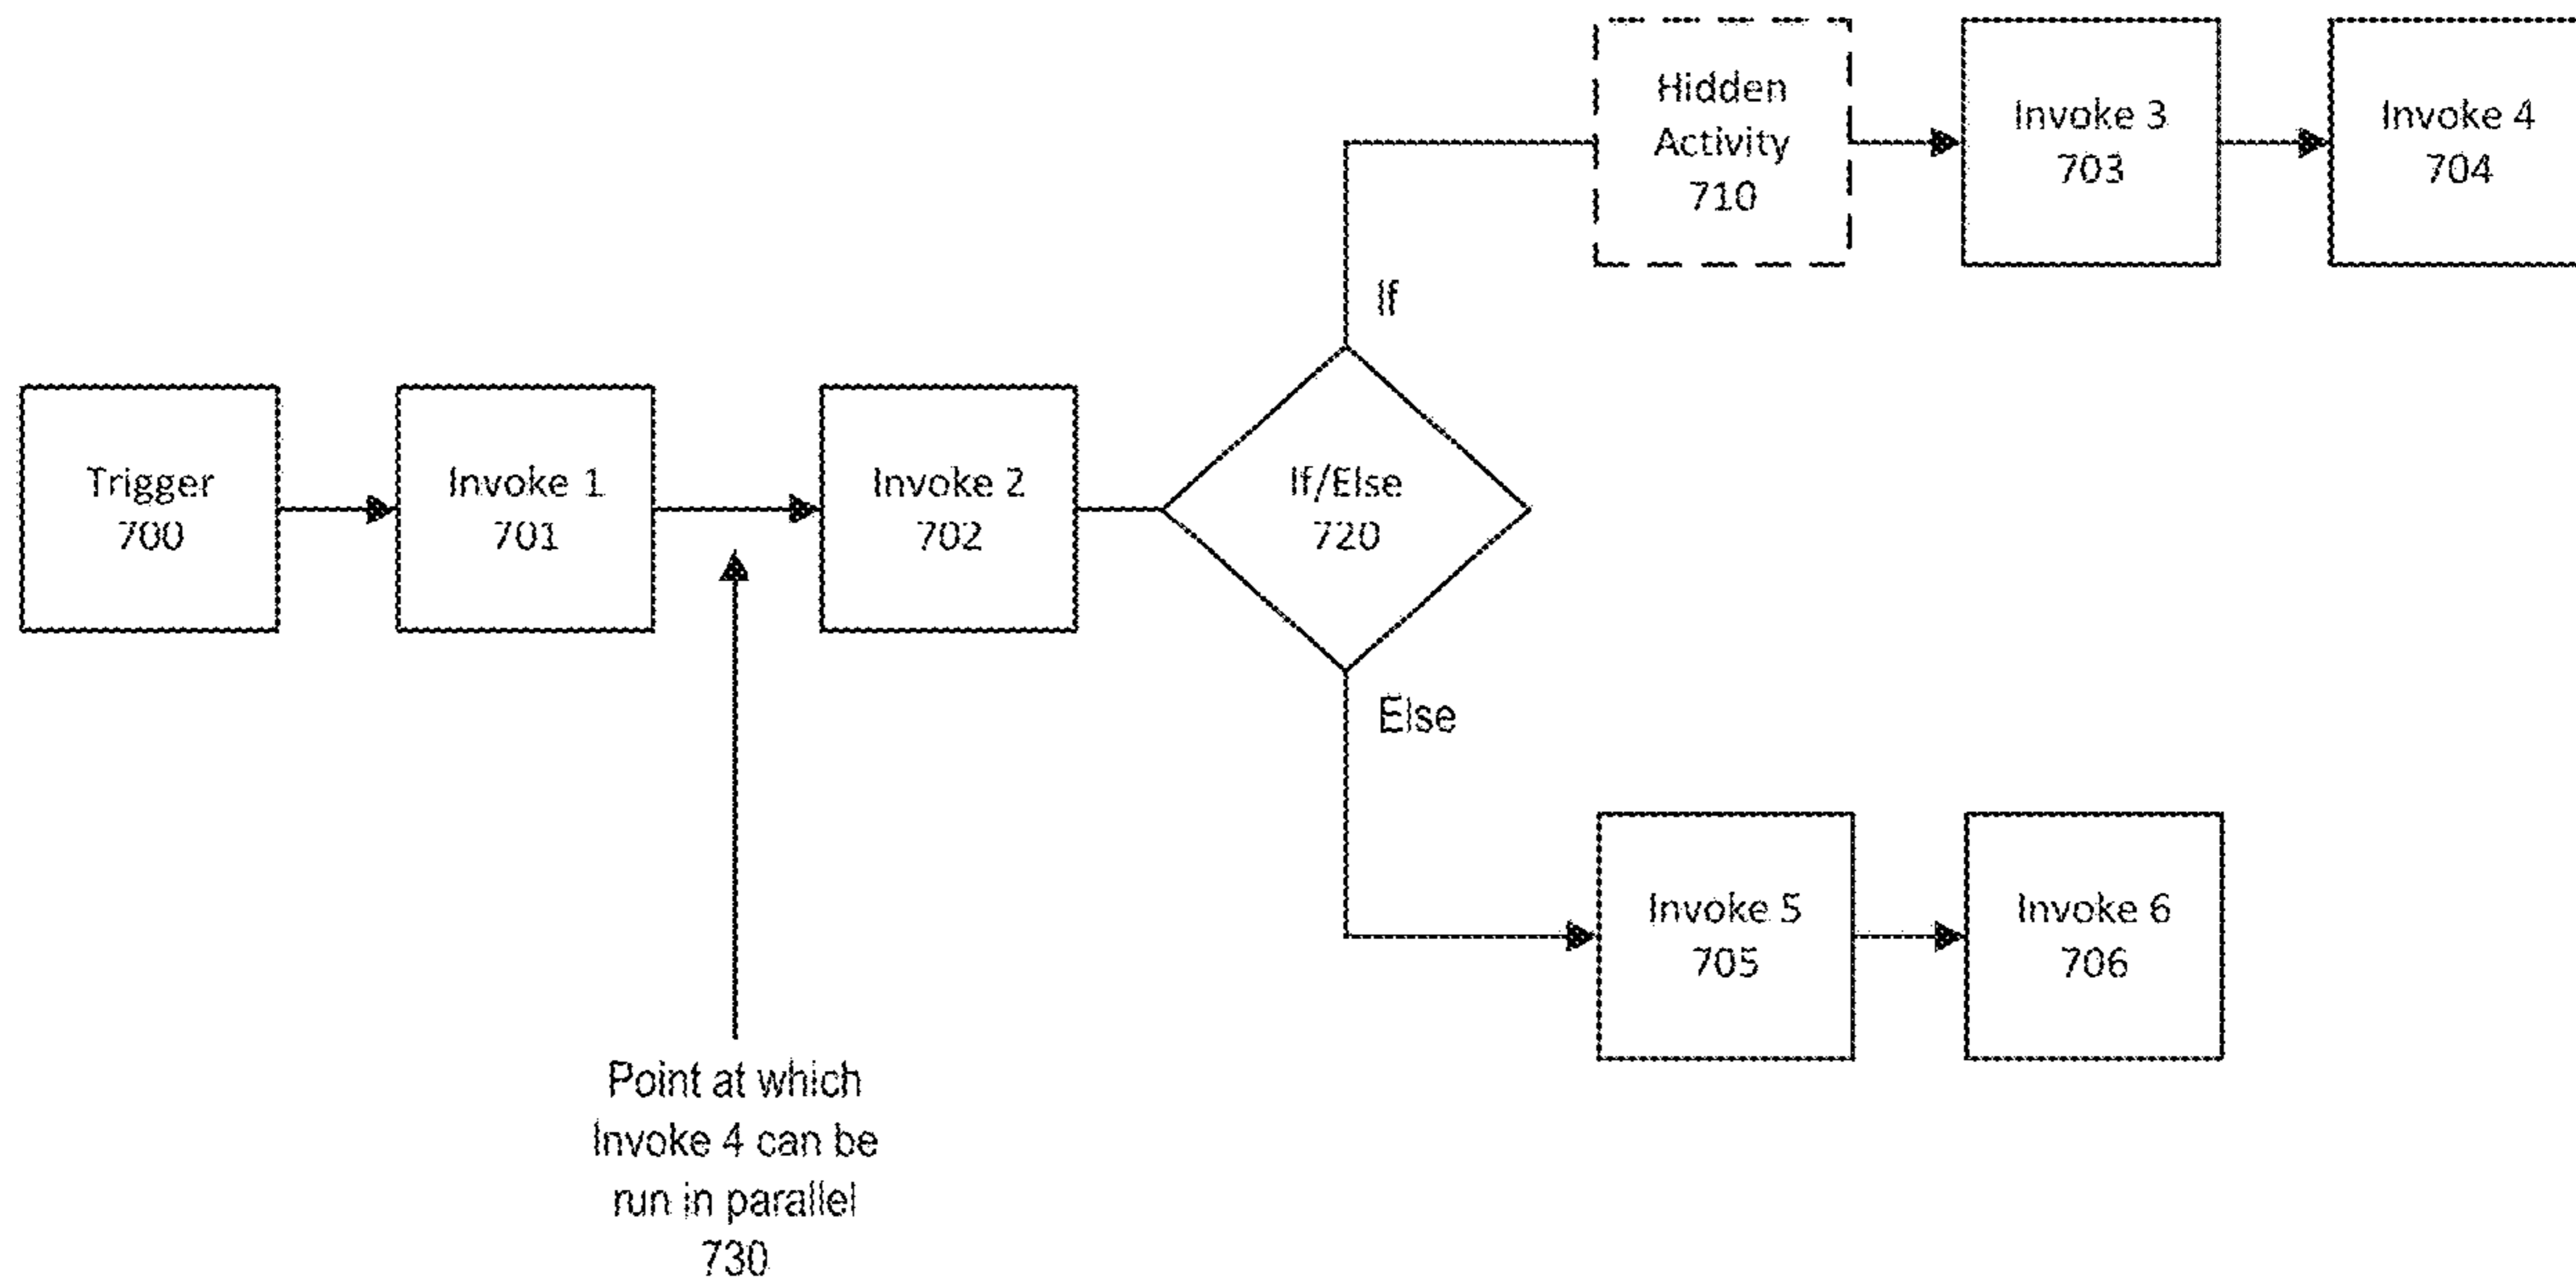 Hidden
Activity
710
Invoke 3
703
Invoke 4
704
If
Trigger
700
Invoke 1
701
Invoke 2
702
If/Else
720
Else
Invoke 5
705
Invoke 6
706
Point at which
Invoke 4 can be
run in parallel
730